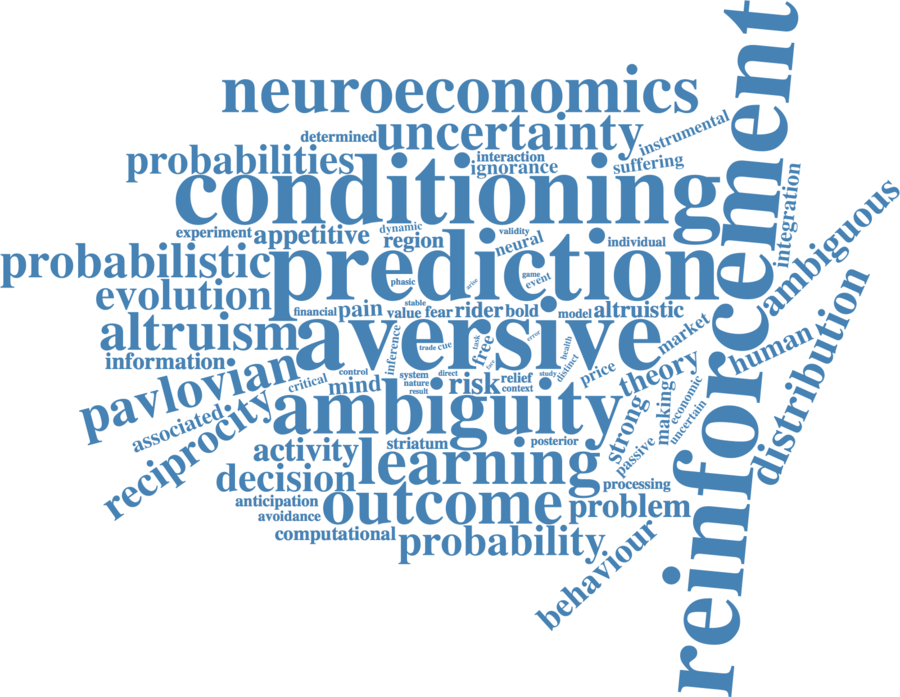 neuroeconomics
determined
uncertainty
instrumental
probabilities
interaction
ignorance
suffering
conditioning
reinforcement
integration
experiment
appetitive
dynamic
region
validity
neural
individual
ambiguous
probabilistic
prediction
phasic
game
event
evolution
financial
pain
stable
value
fear
rider
bold
model
altruistic
altruism
aversive
inference
trade
cue
task
free
error
health
distinct
market
human
distribution
information
pavlovian
critical
control
mind
system
nature
result
direct
risk
relief
context
study
price
theory
economic
uncertain
making
strong
passive
associated
reciprocity
ambiguity
activity
striatum
posterior
learning
decision
processing
anticipation
outcome
problem
avoidance
computational
probability
behaviour